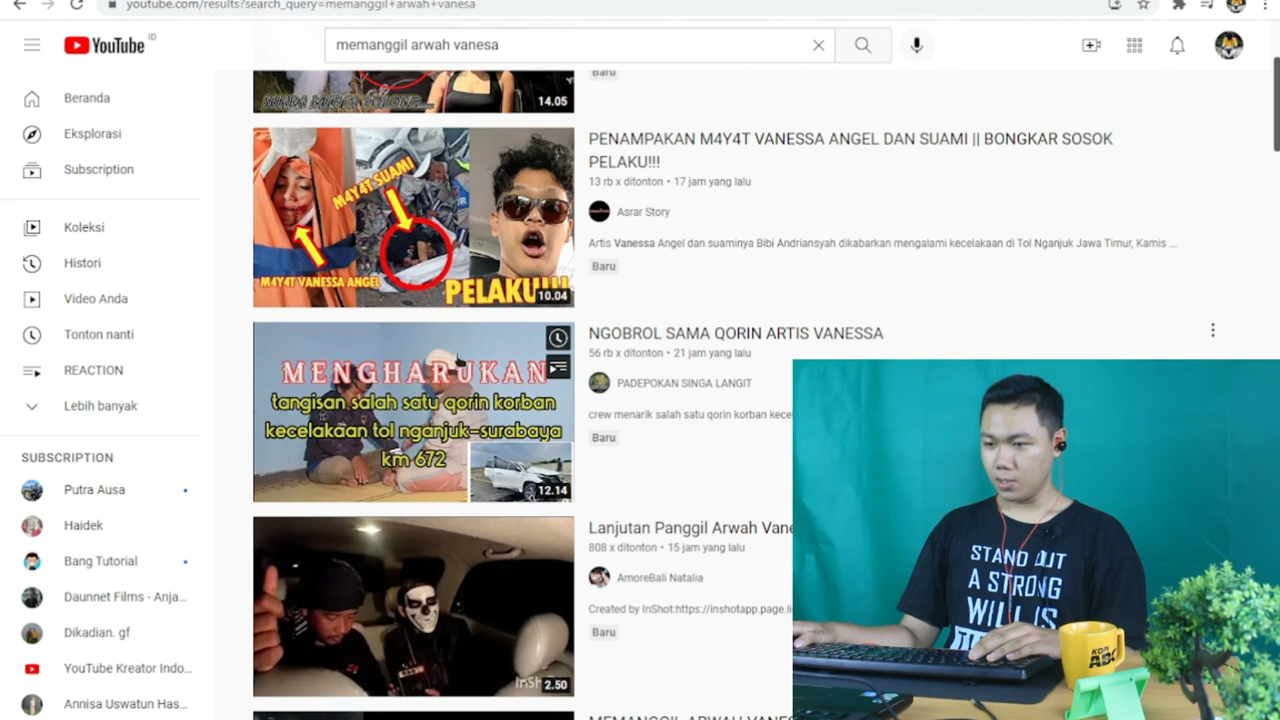 youtube.com/results?search_query=memanggil+arwah+vanesa
YouTube ID
memanggil arwah vanesa
Beranda
Eksplorasi
Subscription
Koleksi
Histori
Video Anda
Tonton nanti
REACTION
Lebih banyak
SUBSCRIPTION
Putra Ausa
Haidek
Bang Tutorial
Daunnet Films - Anja...
Dikadian. gf
YouTube Kreator Indo...
Annisa Uswatun Has...
14.05
Baru
M4Y4T SUAMI
M4Y4T VANESSA ANGEL
PELAKU!!!!
10.04
PENAMPAKAN M4Y4T VANESSA ANGEL DAN SUAMI || BONGKAR SOSOK
PELAKU!!!
13 rb x ditonton • 17 jam yang lalu
Asrar Story
Artis Vanessa Angel dan suaminya Bibi Andriansyah dikabarkan mengalami kecelakaan di Tol Nganjuk Jawa Timur, Kamis ...
Baru
MENGHARUKAN
tangisan salah satu qorin korban
kecelakaan tol nganjuk-surabaya
km 672
12.14
NGOBROL SAMA QORIN ARTIS VANESSA
56 rb x ditonton • 21 jam yang lalu
PADEPOKAN SINGA LANGIT
crew menarik salah satu qorin korban kece
Baru
InSh
2.50
Lanjutan Panggil Arwah Vane
808 x ditonton • 15 jam yang lalu
AmoreBali Natalia
Created by InShot:https://inshotapp.page.li
Baru
MEMANGGIL ARWAH VANES
STAND OUT
A STRONG
WILL IS
KOPI
ABC